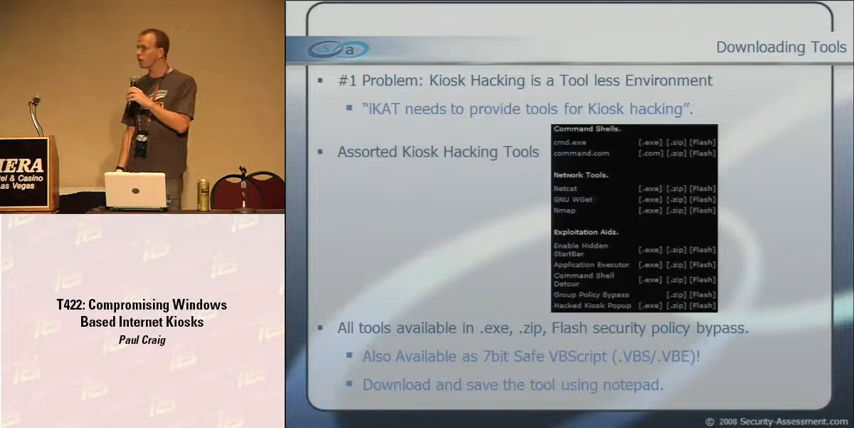 IERA
el & Casino
as Vegas
T422: Compromising Windows
Based Internet Kiosks
Paul Craig
Downloading Tools
#1 Problem: Kiosk Hacking is a Tool less Environment
"iKAT needs to provide tools for Kiosk hacking".
Assorted Kiosk Hacking Tools
Command Shells.
cmd.exe [.exe] [.zip] [Flash]
command.com [.com] [.zip] [Flash]
Network Tools.
Netcat [.exe] [.zip] [Flash]
GNU WGet [.exe] [.zip] [Flash]
Nmap [.exe] [.zip] [Flash]
Exploitation Aids.
Enable Hidden
StartBar [.exe] [.zip] [Flash]
Application Executor [.exe] [.zip] [Flash]
Command Shell
Detour [.exe] [.zip] [Flash]
Group Policy Bypass [.zip] [Flash]
Hacked Kiosk Popup [.exe] [.zip] [Flash]
All tools available in .exe, .zip, Flash security policy bypass.
Also Available as 7bit Safe VBScript (.VBS/.VBE)!
Download and save the tool using notepad.
© 2008 Security-Assessment.com